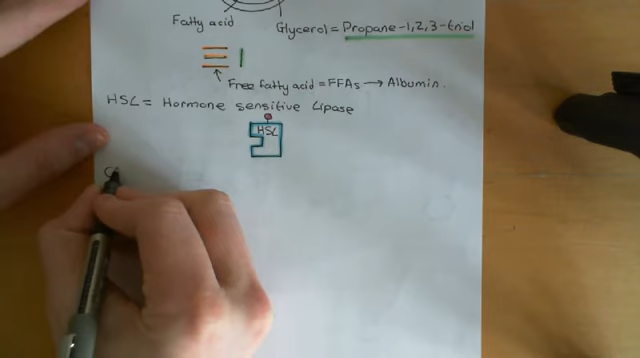 Fatty acid
Glycerol = Propane-1,2,3-triol
Free fatty acid = FFAs → Albumin.
HSL = Hormone sensitive Lipase
HSL